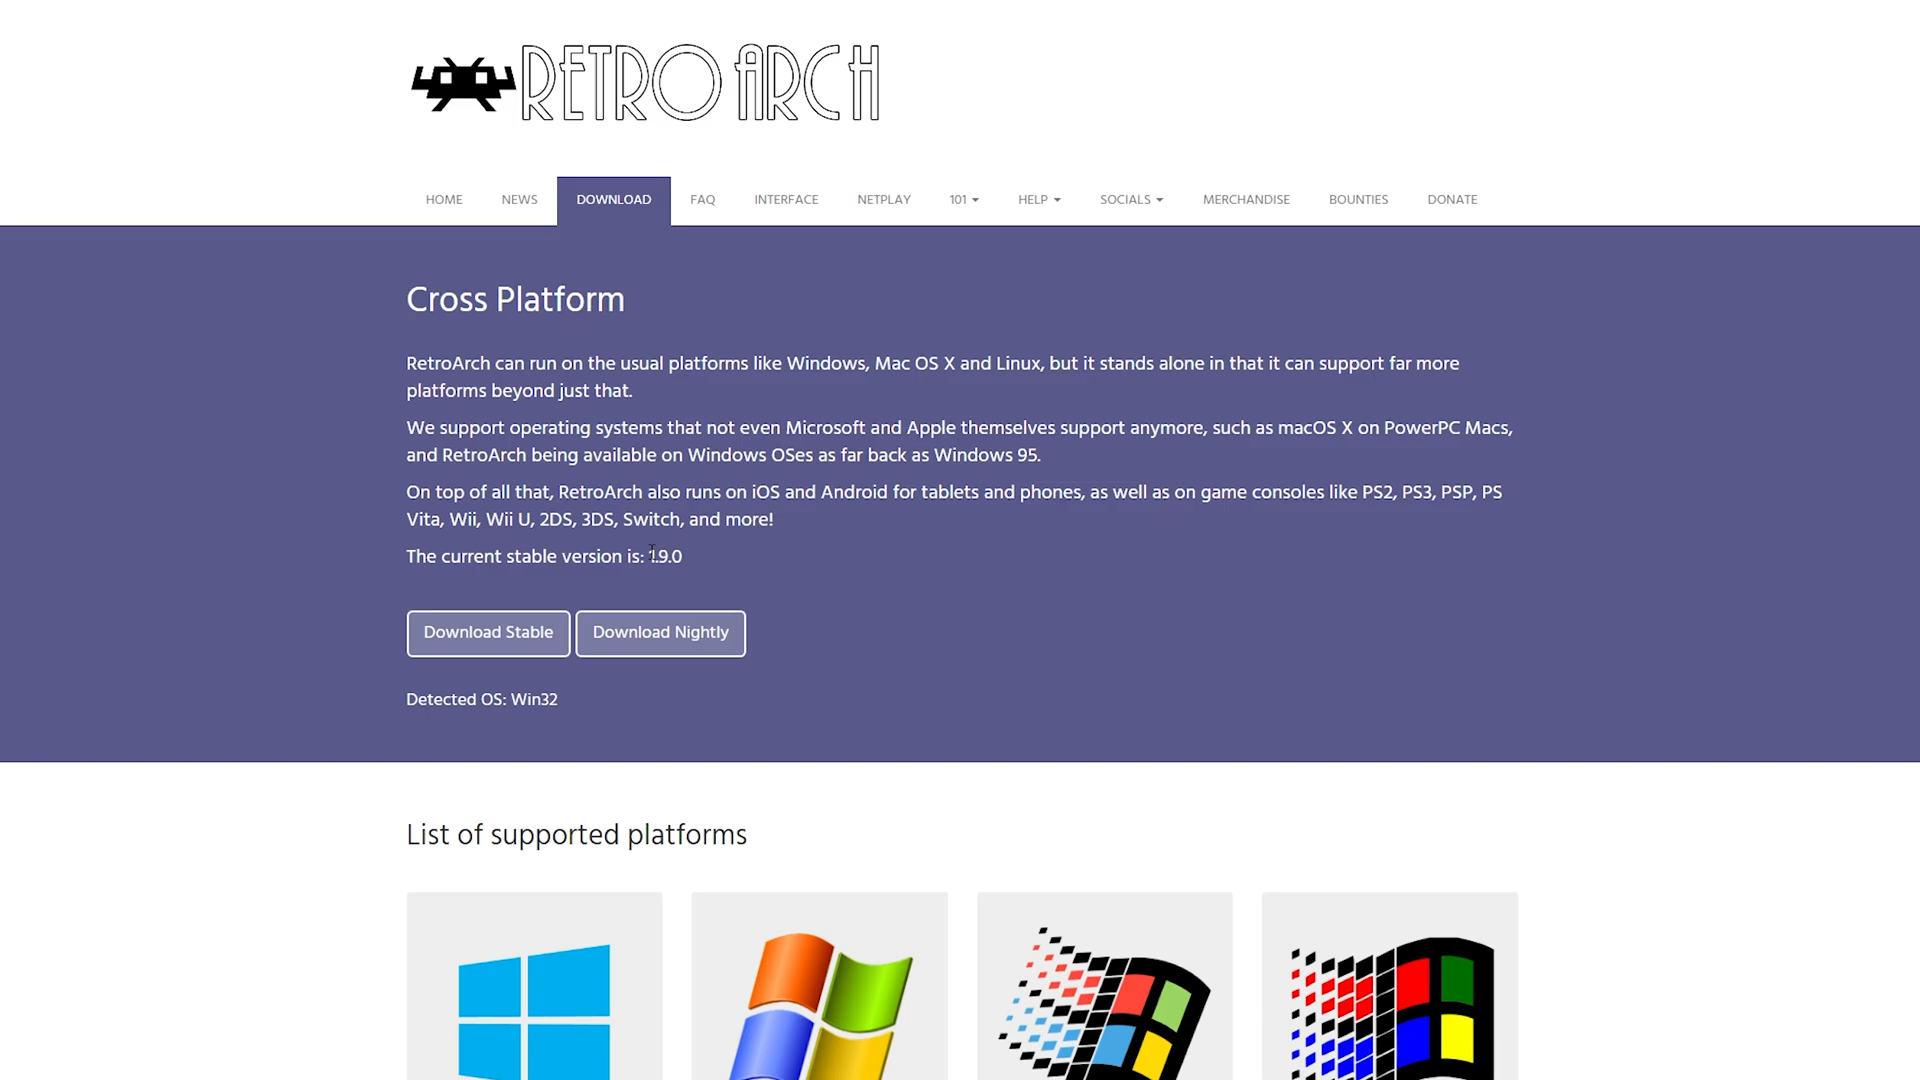 RETROARCH
HOME NEWS DOWNLOAD FAQ INTERFACE NETPLAY 101 HELP SOCIALS MERCHANDISE BOUNTIES DONATE
Cross Platform
RetroArch can run on the usual platforms like Windows, Mac OS X and Linux, but it stands alone in that it can support far more
platforms beyond just that.
We support operating systems that not even Microsoft and Apple themselves support anymore, such as macOS X on PowerPC Macs,
and RetroArch being available on Windows OSes as far back as Windows 95.
On top of all that, RetroArch also runs on iOS and Android for tablets and phones, as well as on game consoles like PS2, PS3, PSP, PS
Vita, Wii, Wii U, 2DS, 3DS, Switch, and more!
The current stable version is: 1.9.0
Download Stable Download Nightly
Detected OS: Win32
List of supported platforms